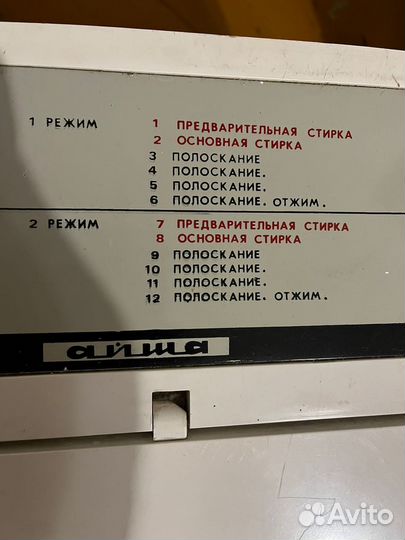 1 РЕЖИМ 1 ПРЕДВАРИТЕЛЬНАЯ СТИРКА
2 ОСНОВНАЯ СТИРКА
3 ПОЛОСКАНИЕ
4 ПОЛОСКАНИЕ.
5 ПОЛОСКАНИЕ.
6 ПОЛОСКАНИЕ. ОТЖИМ.
2 РЕЖИМ 7 ПРЕДВАРИТЕЛЬНАЯ СТИРКА
8 ОСНОВНАЯ СТИРКА
9 ПОЛОСКАНИЕ
10 ПОЛОСКАНИЕ.
11 ПОЛОСКАНИЕ.
12 ПОЛОСКАНИЕ. ОТЖИМ.
айша
Avito